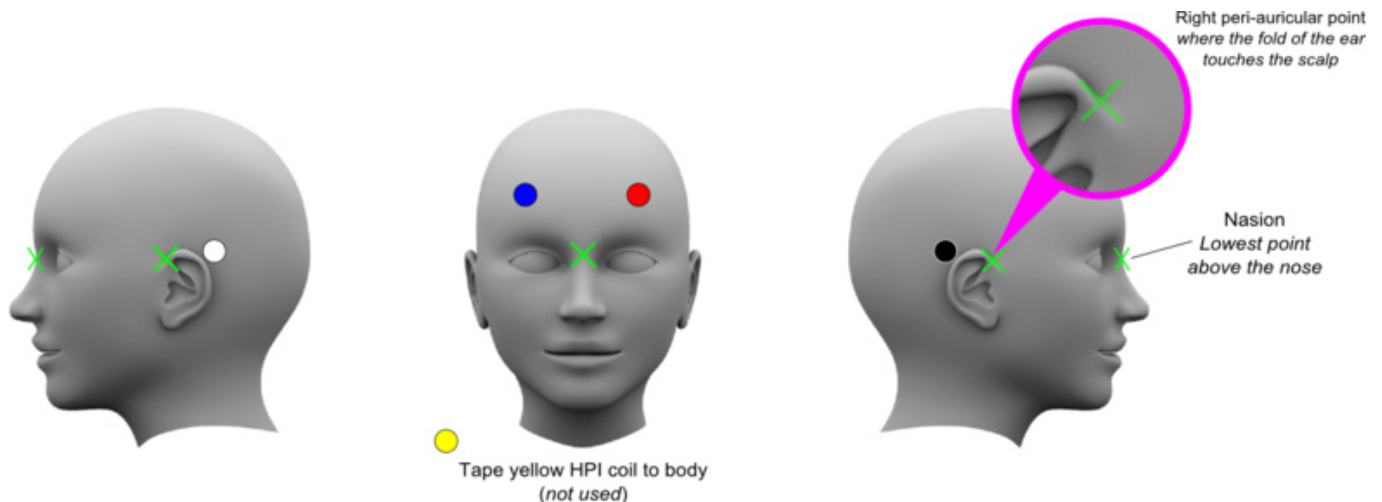 Right peri-auricular point
where the fold of the ear
touches the scalp
Nasion
Lowest point
above the nose
Tape yellow HPI coil to body
(not used)